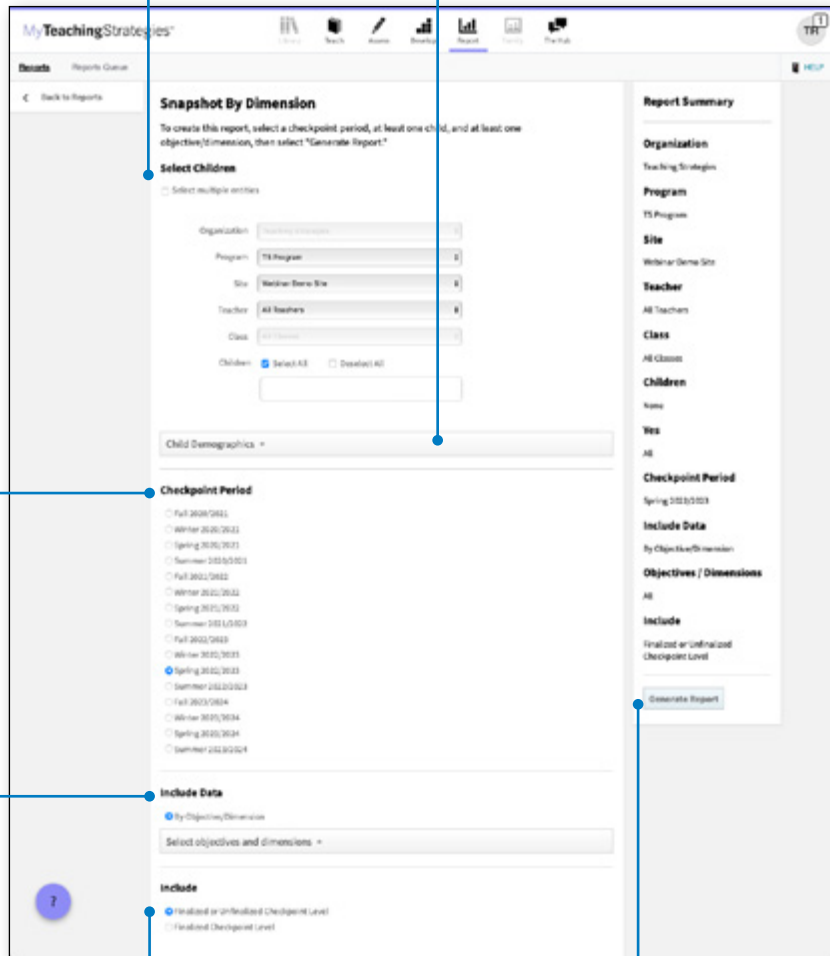 MyTeachingStrategies™
Library
Teach
Assess
Develop
Report
Family
The Hub
TR
1
Reports
Reports Queue
HELP
Back to Reports
Snapshot By Dimension
To create this report, select a checkpoint period, at least one child, and at least one
objective/dimension, then select "Generate Report."
Select Children
Select multiple entities
Organization
Teaching Strategies
Program
TS Program
Site
Webinar Demo Site
Teacher
All Teachers
Class
All Classes
Children
Select All
Deselect All
Child Demographics
Checkpoint Period
Fall 2020/2021
Winter 2020/2021
Spring 2020/2021
Summer 2020/2021
Fall 2021/2022
Winter 2021/2022
Spring 2021/2022
Summer 2021/2022
Fall 2022/2023
Winter 2022/2023
Spring 2022/2023
Summer 2022/2023
Fall 2023/2024
Winter 2023/2024
Spring 2023/2024
Summer 2023/2024
Include Data
By Objective/Dimension
Select objectives and dimensions
Include
Finalized or Unfinalized Checkpoint Level
Finalized Checkpoint Level
?
Report Summary
Organization
Teaching Strategies
Program
TS Program
Site
Webinar Demo Site
Teacher
All Teachers
Class
All Classes
Children
None
Yes
All
Checkpoint Period
Spring 2022/2023
Include Data
By Objective/Dimension
Objectives / Dimensions
All
Include
Finalized or Unfinalized
Checkpoint Level
Generate Report